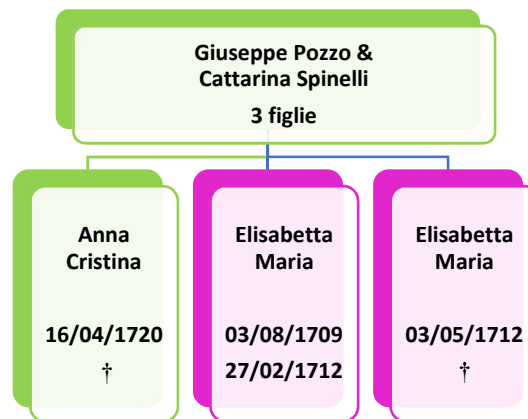 Giuseppe Pozzo &
Cattarina Spinelli
3 figlie
Anna
Cristina
16/04/1720
†
Elisabetta
Maria
03/08/1709
27/02/1712
Elisabetta
Maria
03/05/1712
†